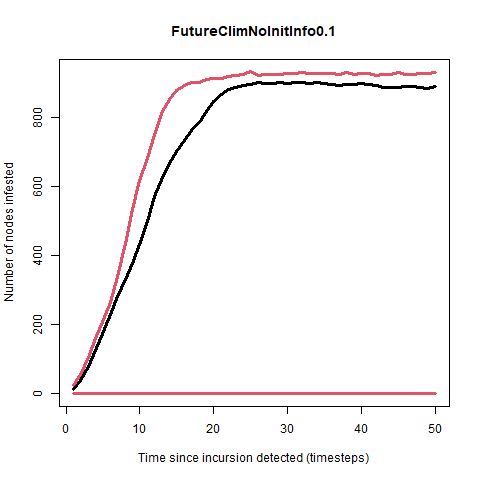 FutureClimNoInitInfo0.1
Number of nodes infested
800
600
400
200
0
0 10 20 30 40 50
Time since incursion detected (timesteps)